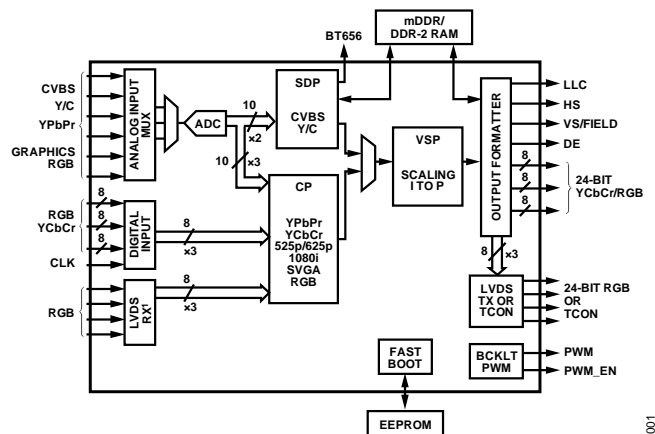 mDDR/
DDR-2 RAM
BT656
CVBS
Y/C
YPbPr
GRAPHICS
RGB
ANALOG INPUT
MUX
ADC
10
×2
10
×3
SDP
CVBS
Y/C
CP
YPbPr
YCbCr
525p/625p
1080i
SVGA
RGB
VSP
SCALING
I TO P
OUTPUT FORMATTER
LLC
HS
VS/FIELD
DE
8
8
8
24-BIT
YCbCr/RGB
8
RGB
8
YCbCr
8
CLK
DIGITAL
INPUT
8
×3
RGB
LVDS
RX1
8
×3
8
×3
LVDS
TX OR
TCON
24-BIT RGB
OR
TCON
FAST
BOOT
BCKLT
PWM
PWM
PWM_EN
EEPROM
001